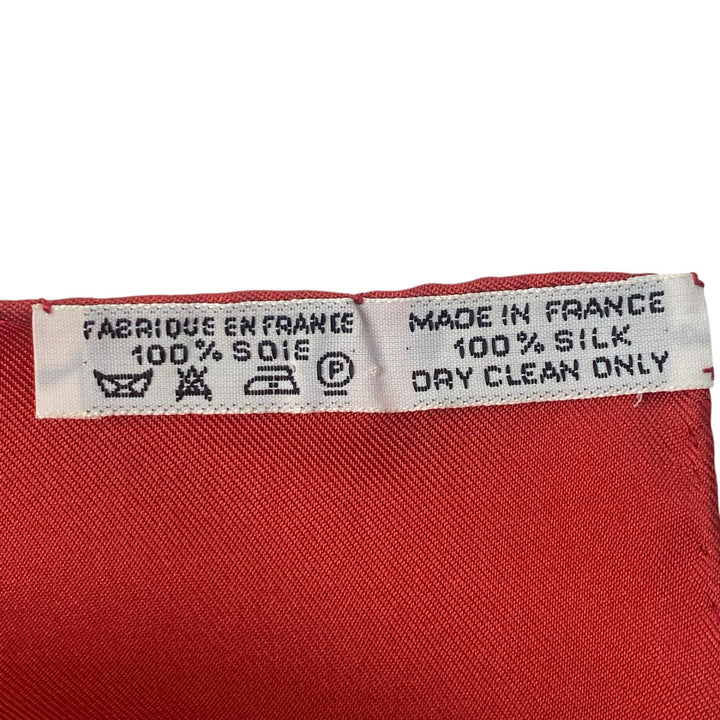 FABRIQUE EN FRANCE
100% SOIE
P
MADE IN FRANCE
100% SILK
DRY CLEAN ONLY